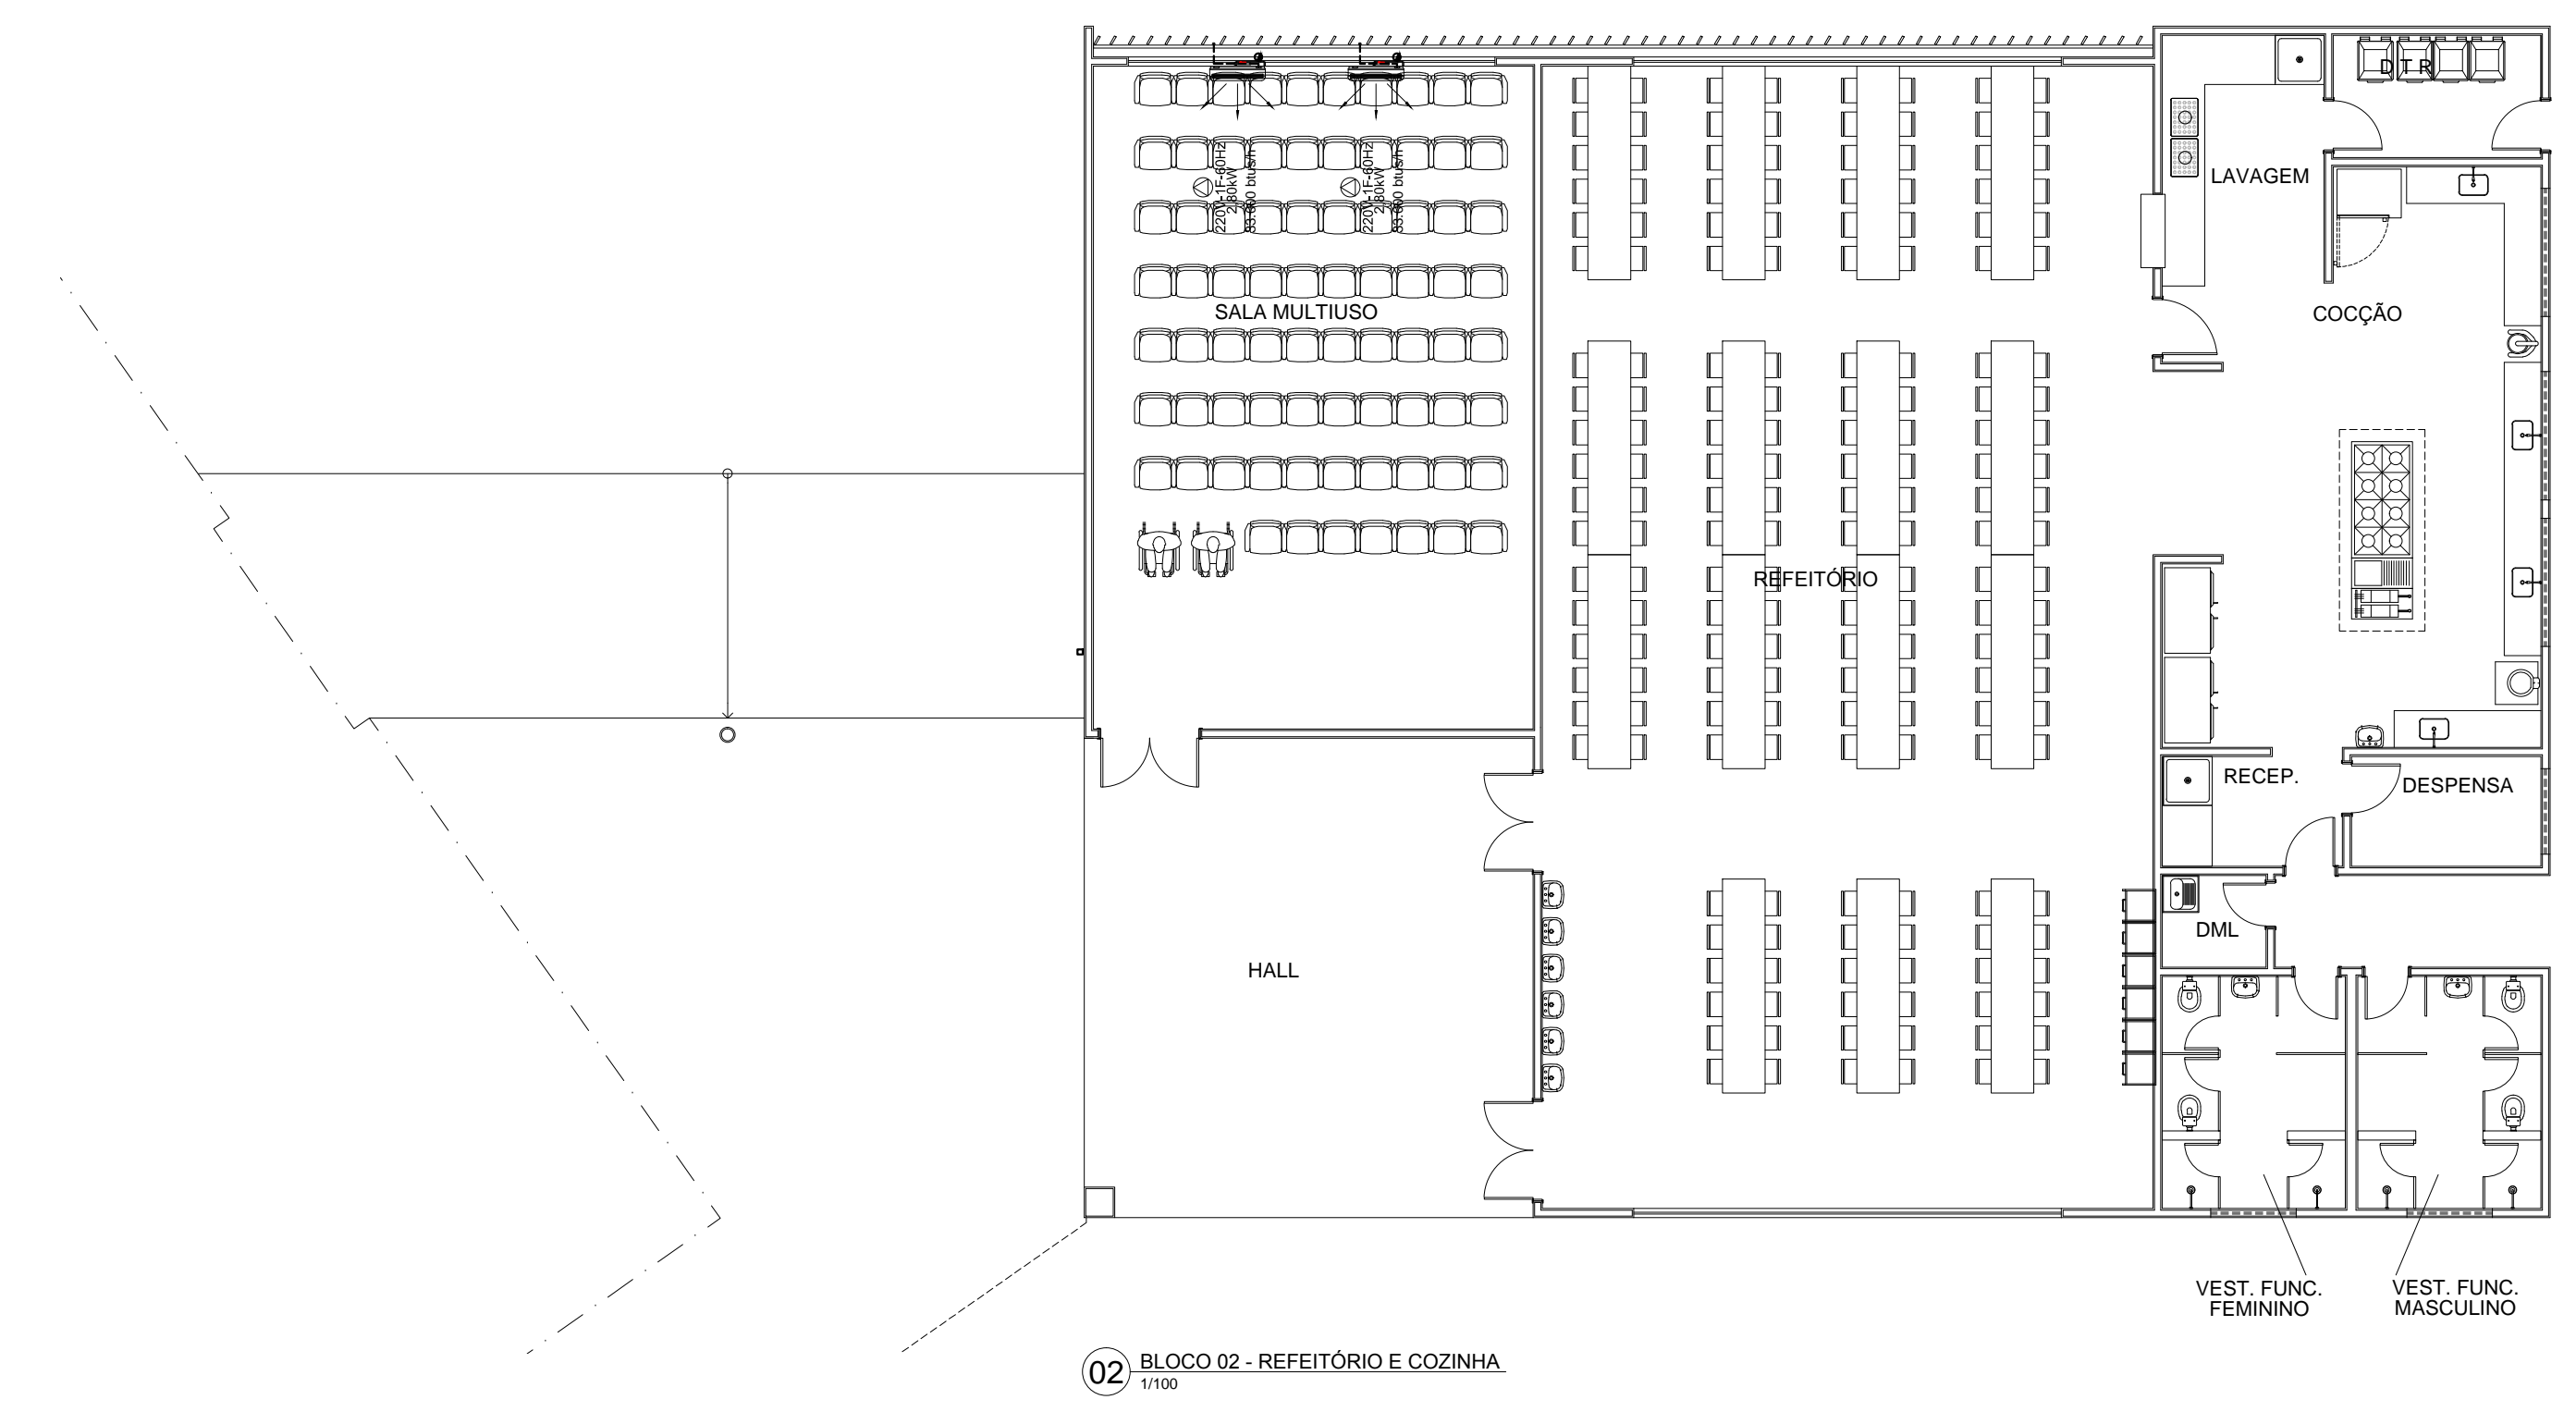 D T R
LAVAGEM
220V-1F-60Hz
2,80kW
33.000 btus/h
220V-1F-60Hz
2,80kW
33.000 btus/h
SALA MULTIUSO
COCÇÃO
REFEITÓRIO
RECEP.
DESPENSA
DML
HALL
VEST. FUNC.
FEMININO
VEST. FUNC.
MASCULINO
02
BLOCO 02 - REFEITÓRIO E COZINHA
1/100